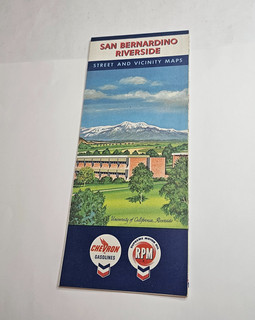 SAN BERNARDINO
RIVERSIDE
STREET AND VICINITY MAPS
University of California, Riverside
CHEVRON
GASOLINES
RPM